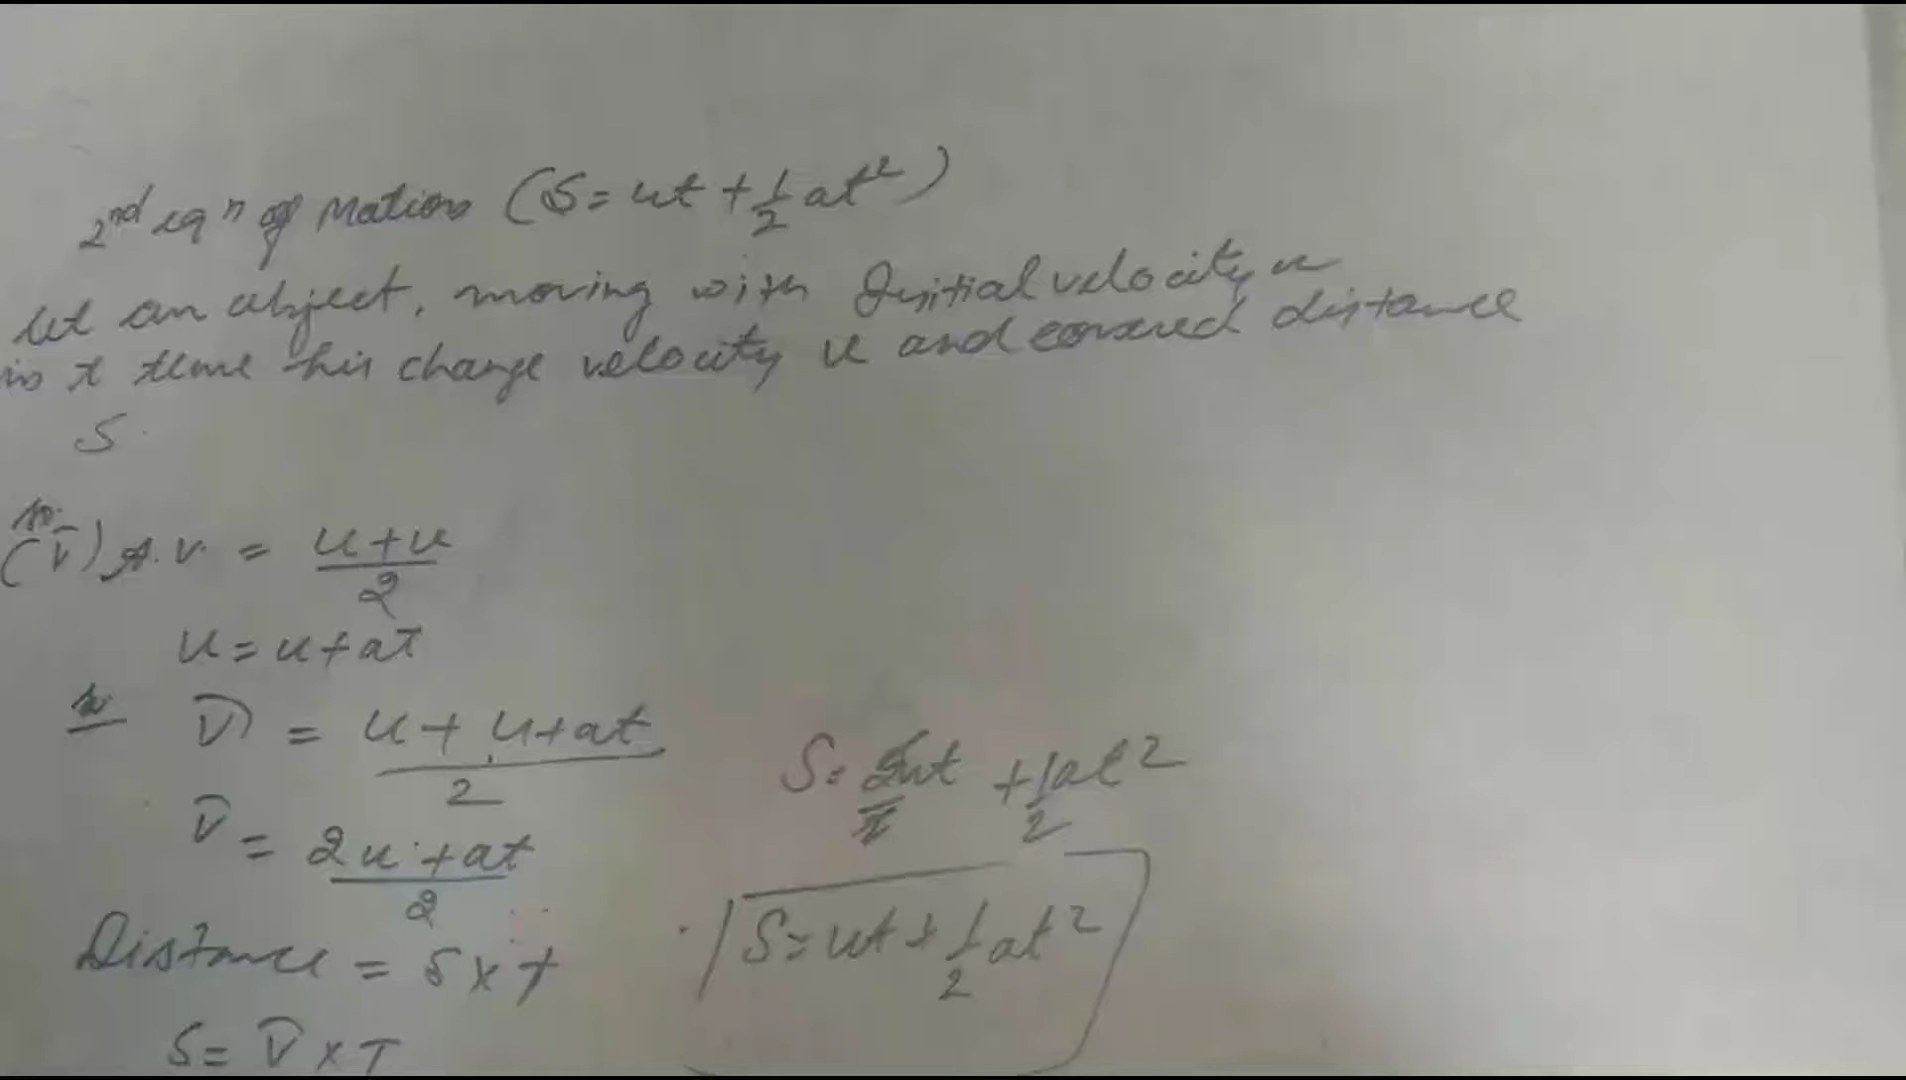 2nd eqn of Motion (S = ut + 1/2 at²)
let an object, moving with Initial velocity u
in t time his change velocity u and covered distance
S
(v̄) A.V. = u+u/2
u = u + at
v̄ = u + u + at / 2
v̄ = 2u + at / 2
Distance = S × t
S = v̄ × T
S = 2ut/2 + 1/2 at²
S = ut + 1/2 at²